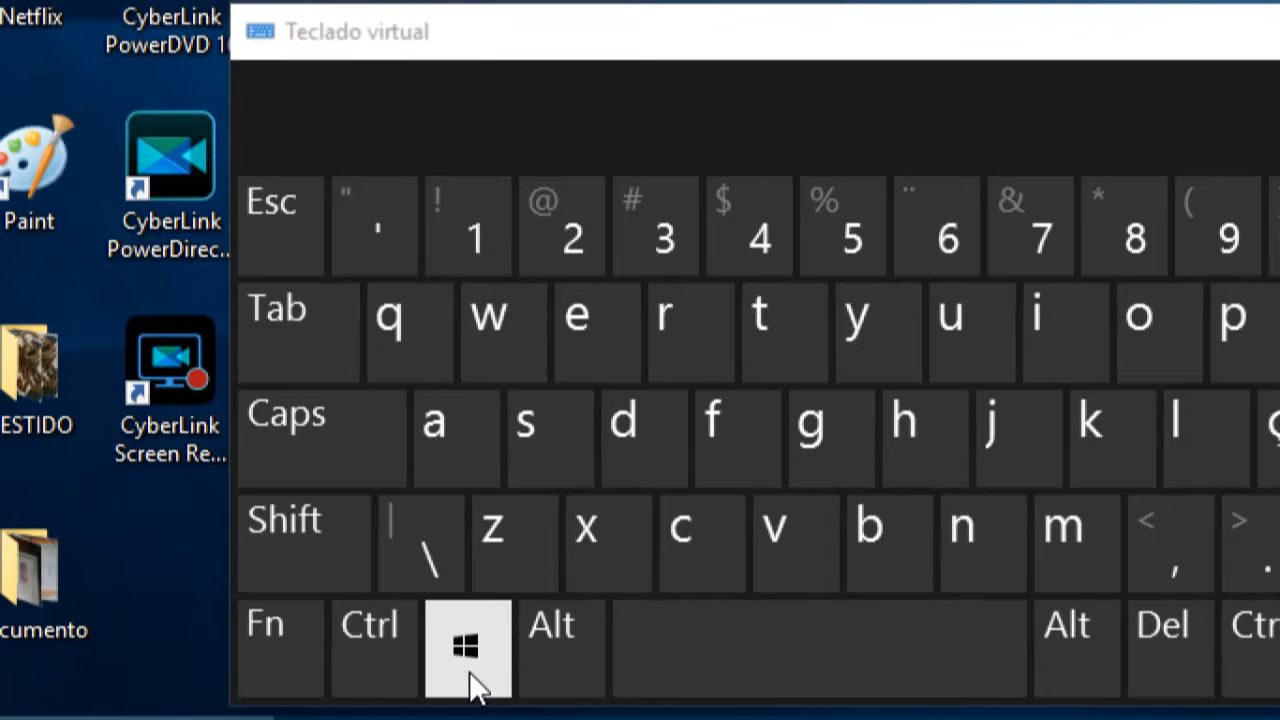 Netflix
CyberLink
PowerDVD 1
Paint
CyberLink
PowerDirec...
ESTIDO
CyberLink
Screen Re...
cumento
Teclado virtual
Esc " ' ! 1 @ 2 # 3 $ 4 % 5 ¨ 6 & 7 * 8 ( 9
Tab q w e r t y u i o p
Caps a s d f g h j k l ç
Shift | \ z x c v b n m < , > .
Fn Ctrl Alt Alt Del Ctr